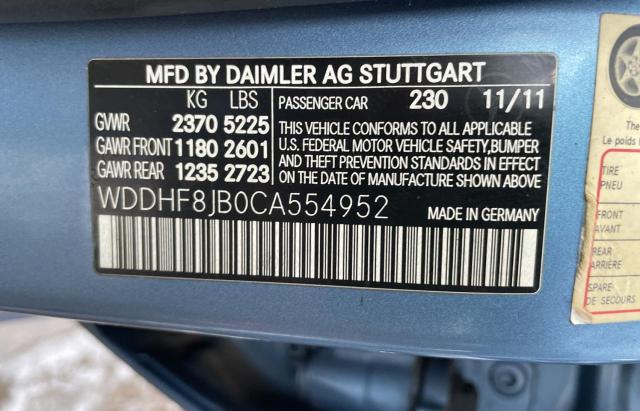 MFD BY DAIMLER AG STUTTGART
KG LBS
GVWR 2370 5225
GAWR FRONT 1180 2601
GAWR REAR 1235 2723
PASSENGER CAR 230 11/11
THIS VEHICLE CONFORMS TO ALL APPLICABLE
U.S. FEDERAL MOTOR VEHICLE SAFETY,BUMPER
AND THEFT PREVENTION STANDARDS IN EFFECT
ON THE DATE OF MANUFACTURE SHOWN ABOVE.
WDDHF8JB0CA554952 MADE IN GERMANY
Le poids
TIRE
PNEU
FRONT
AVANT
REAR
ARRIÈRE
SPARE
DE SECOURS